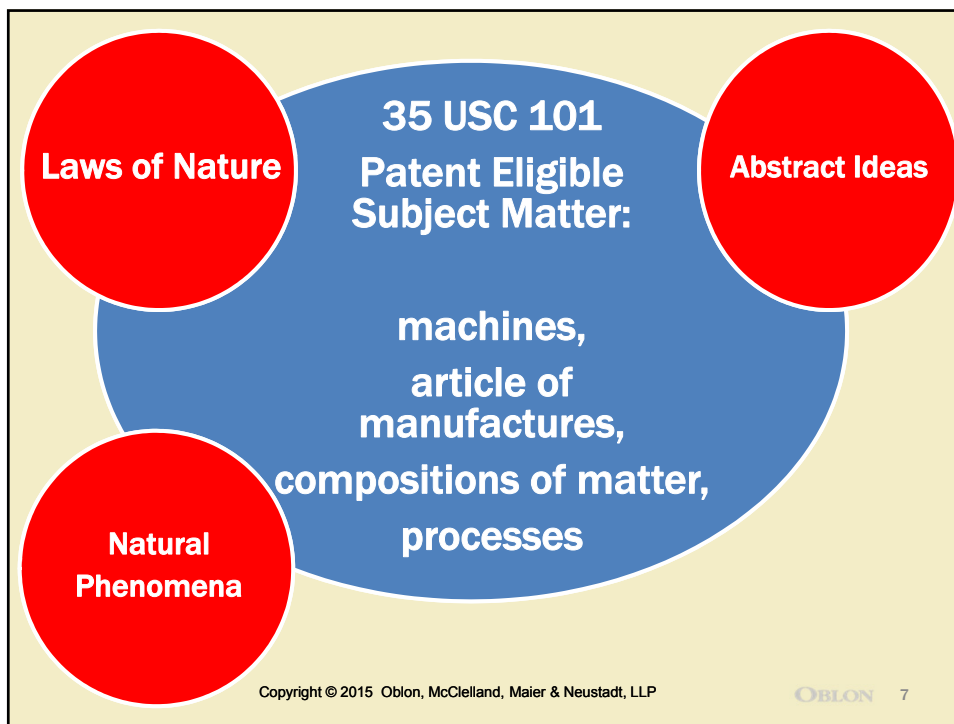 35 USC 101
Patent Eligible
Subject Matter:
machines,
article of
manufactures,
compositions of matter,
processes
Laws of Nature
Abstract Ideas
Natural
Phenomena
Copyright © 2015 Oblon, McClelland, Maier & Neustadt, LLP
OBLON 7